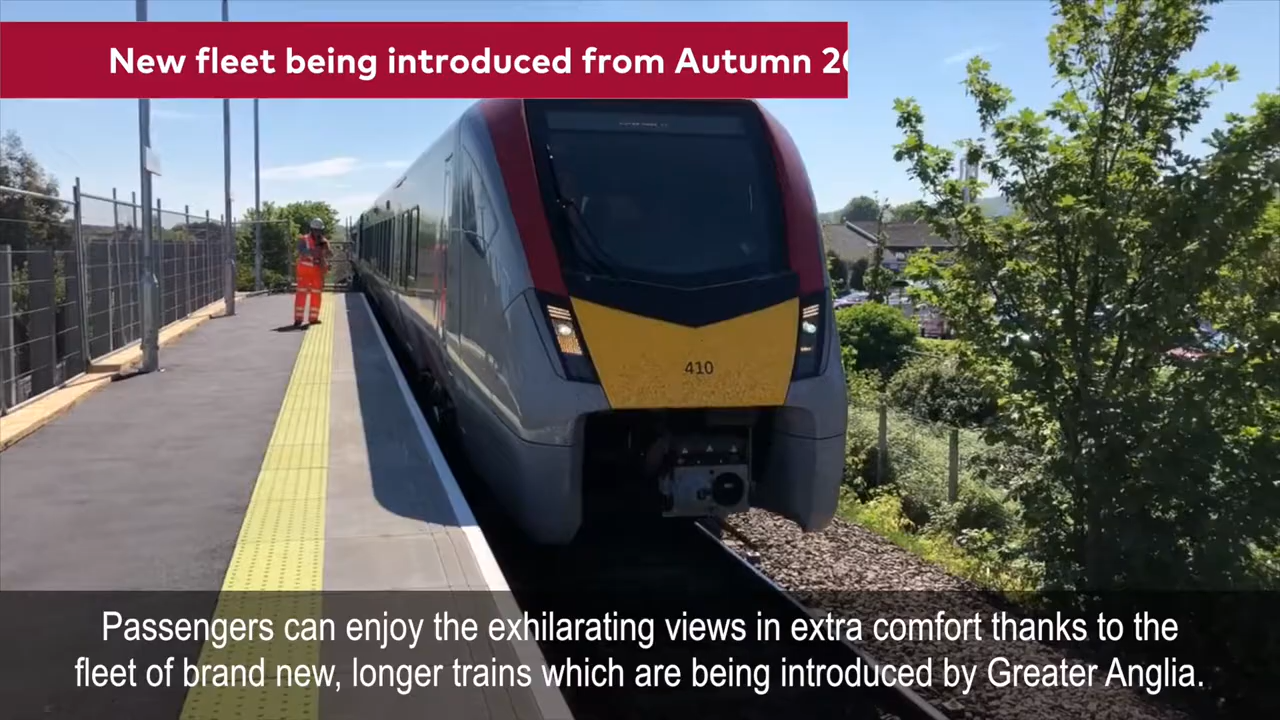 New fleet being introduced from Autumn
410
Passengers can enjoy the exhilarating views in extra comfort thanks to the
fleet of brand new, longer trains which are being introduced by Greater Anglia.